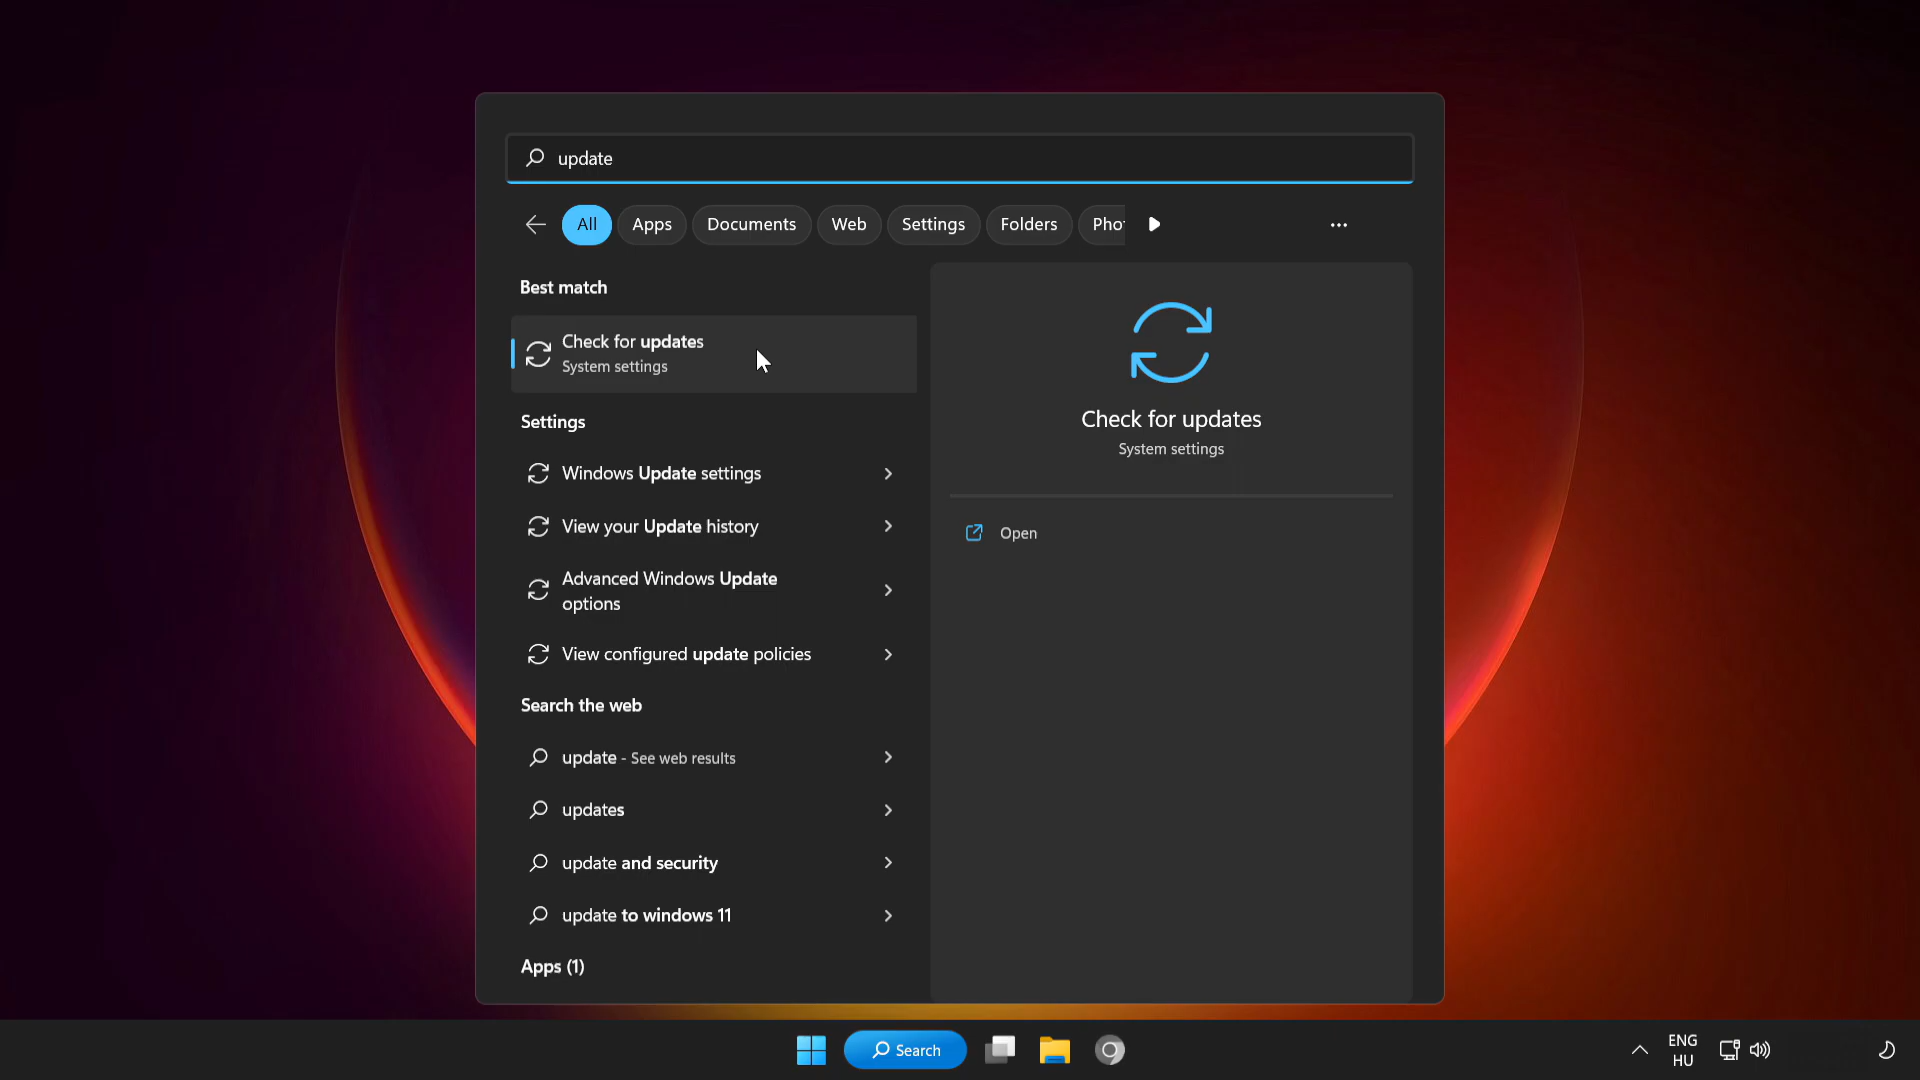 update
All Apps Documents Web Settings Folders Pho
Best match
Check for updates
System settings
Settings
Windows Update settings
View your Update history
Advanced Windows Update
options
View configured update policies
Search the web
update - See web results
updates
update and security
update to windows 11
Apps (1)
Check for updates
System settings
Open
Search
ENG
HU